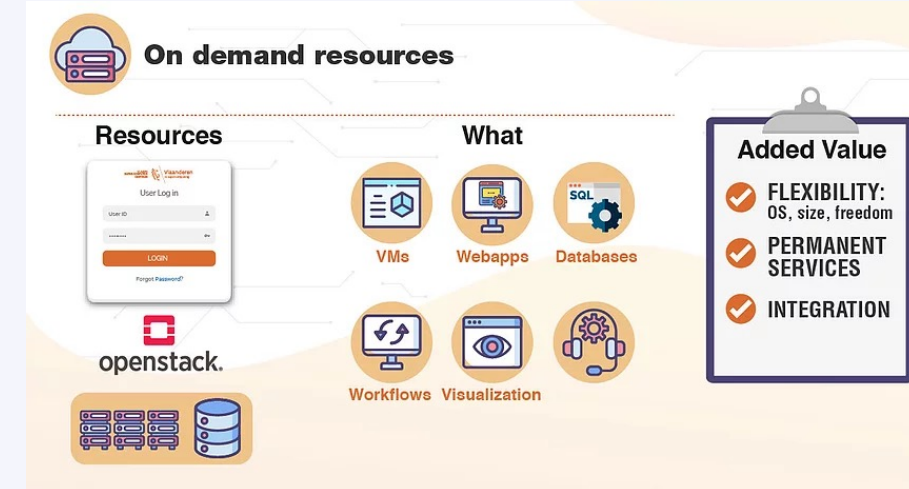 On demand resources
Resources
Vlaanderen
User Log in
User ID
LOGIN
Forgot Password?
openstack.
What
VMs
Webapps
SQL
Databases
Workflows
Visualization
Added Value
FLEXIBILITY:
OS, size, freedom
PERMANENT
SERVICES
INTEGRATION